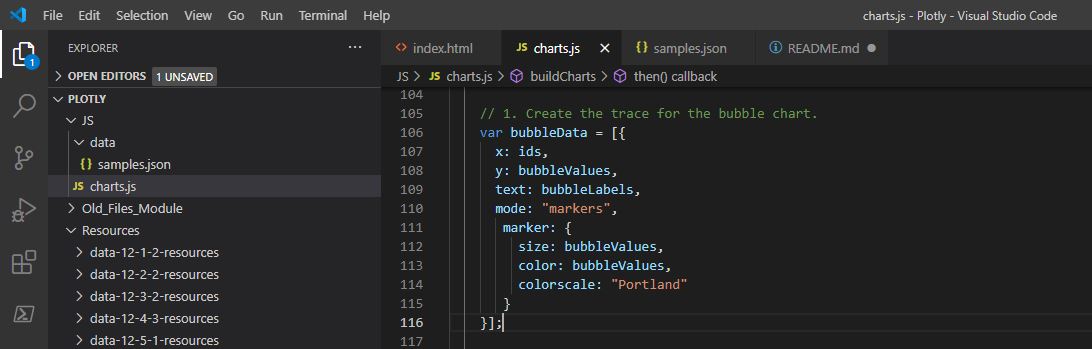 File Edit Selection View Go Run Terminal Help charts.js - Plotly - Visual Studio Code
EXPLORER ···
OPEN EDITORS 1 UNSAVED
PLOTLY
JS
data
{} samples.json
JS charts.js
Old_Files_Module
Resources
data-12-1-2-resources
data-12-2-2-resources
data-12-3-2-resources
data-12-4-3-resources
data-12-5-1-resources
1
<> index.html JS charts.js × {} samples.json README.md ●
JS > JS charts.js > buildCharts > then() callback
104
105 // 1. Create the trace for the bubble chart.
106 var bubbleData = [{
107 x: ids,
108 y: bubbleValues,
109 text: bubbleLabels,
110 mode: "markers",
111 marker: {
112 size: bubbleValues,
113 color: bubbleValues,
114 colorscale: "Portland"
115 }
116 }];
117